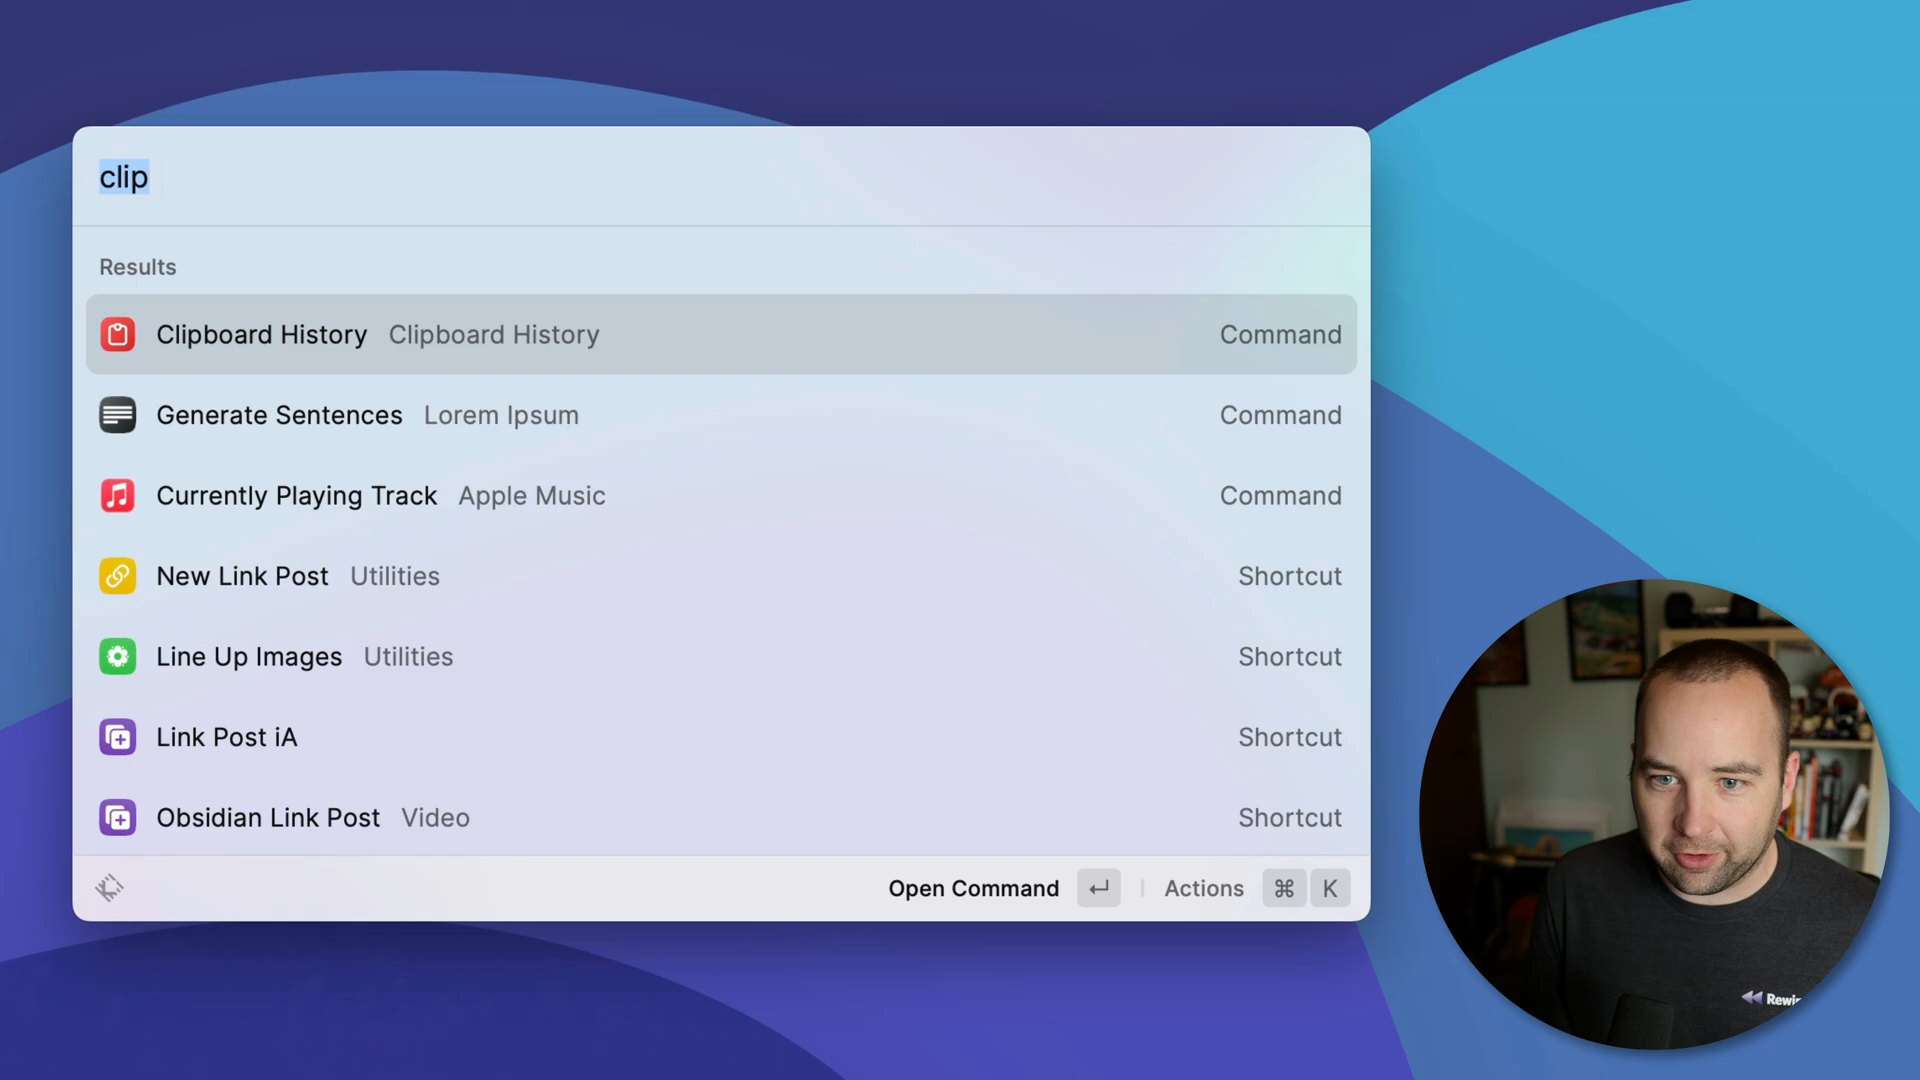 clip
Results
Clipboard History Clipboard History Command
Generate Sentences Lorem Ipsum Command
Currently Playing Track Apple Music Command
New Link Post Utilities Shortcut
Line Up Images Utilities Shortcut
Link Post iA Shortcut
Obsidian Link Post Video Shortcut
Open Command ↵ Actions ⌘ K